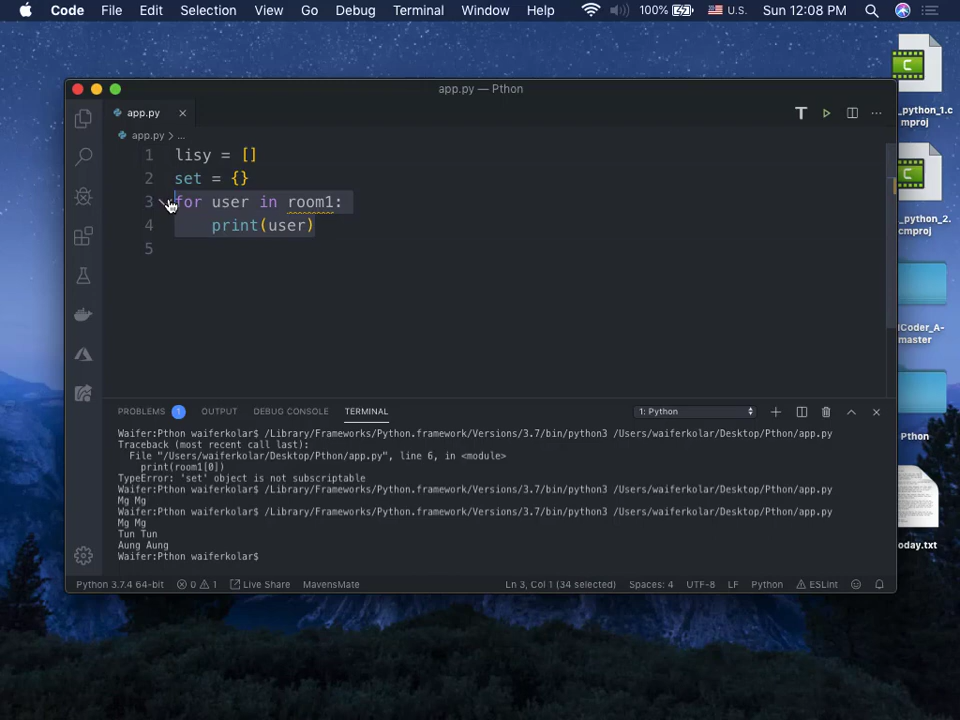 Code File Edit Selection View Go Debug Terminal Window Help 100% U.S. Sun 12:08 PM
app.py — Pthon
app.py
app.py > ...
1 lisy = []
2 set = {}
3 for user in room1:
4 print(user)
5
PROBLEMS 1 OUTPUT DEBUG CONSOLE TERMINAL 1: Python
Waifer:Pthon waiferkolar$ /Library/Frameworks/Python.framework/Versions/3.7/bin/python3 /Users/waiferkolar/Desktop/Pthon/app.py
Traceback (most recent call last):
File "/Users/waiferkolar/Desktop/Pthon/app.py", line 6, in <module>
print(room1[0])
TypeError: 'set' object is not subscriptable
Waifer:Pthon waiferkolar$ /Library/Frameworks/Python.framework/Versions/3.7/bin/python3 /Users/waiferkolar/Desktop/Pthon/app.py
Mg Mg
Waifer:Pthon waiferkolar$ /Library/Frameworks/Python.framework/Versions/3.7/bin/python3 /Users/waiferkolar/Desktop/Pthon/app.py
Mg Mg
Tun Tun
Aung Aung
Waifer:Pthon waiferkolar$
Python 3.7.4 64-bit 0 1 Live Share MavensMate Ln 3, Col 1 (34 selected) Spaces: 4 UTF-8 LF Python ESLint
_python_1.c
mproj
_python_2.
cmproj
iCoder_A-
master
Pthon
oday.txt